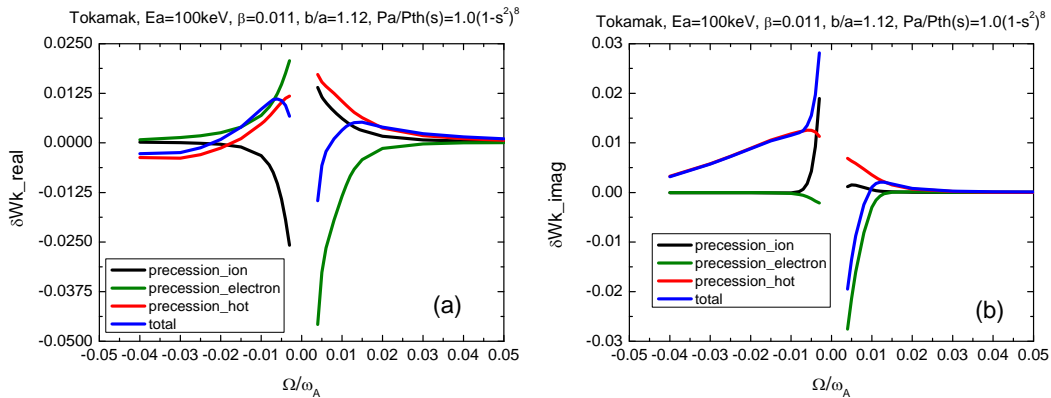 Tokamak, Ea=100keV, β=0.011, b/a=1.12, Pa/Pth(s)=1.0(1-s²)⁸
δWk_real
0.0250
0.0125
0.0000
-0.0125
-0.0250
-0.0375
-0.0500
precession_ion
precession_electron
precession_hot
total
(a)
-0.05 -0.04 -0.03 -0.02 -0.01 0.00 0.01 0.02 0.03 0.04 0.05
Ω/ω_A
Tokamak, Ea=100keV, β=0.011, b/a=1.12, Pa/Pth(s)=1.0(1-s²)⁸
δWk_imag
0.03
0.02
0.01
0.00
-0.01
-0.02
-0.03
precession_ion
precession_electron
precession_hot
total
(b)
-0.05 -0.04 -0.03 -0.02 -0.01 0.00 0.01 0.02 0.03 0.04 0.05
Ω/ω_A